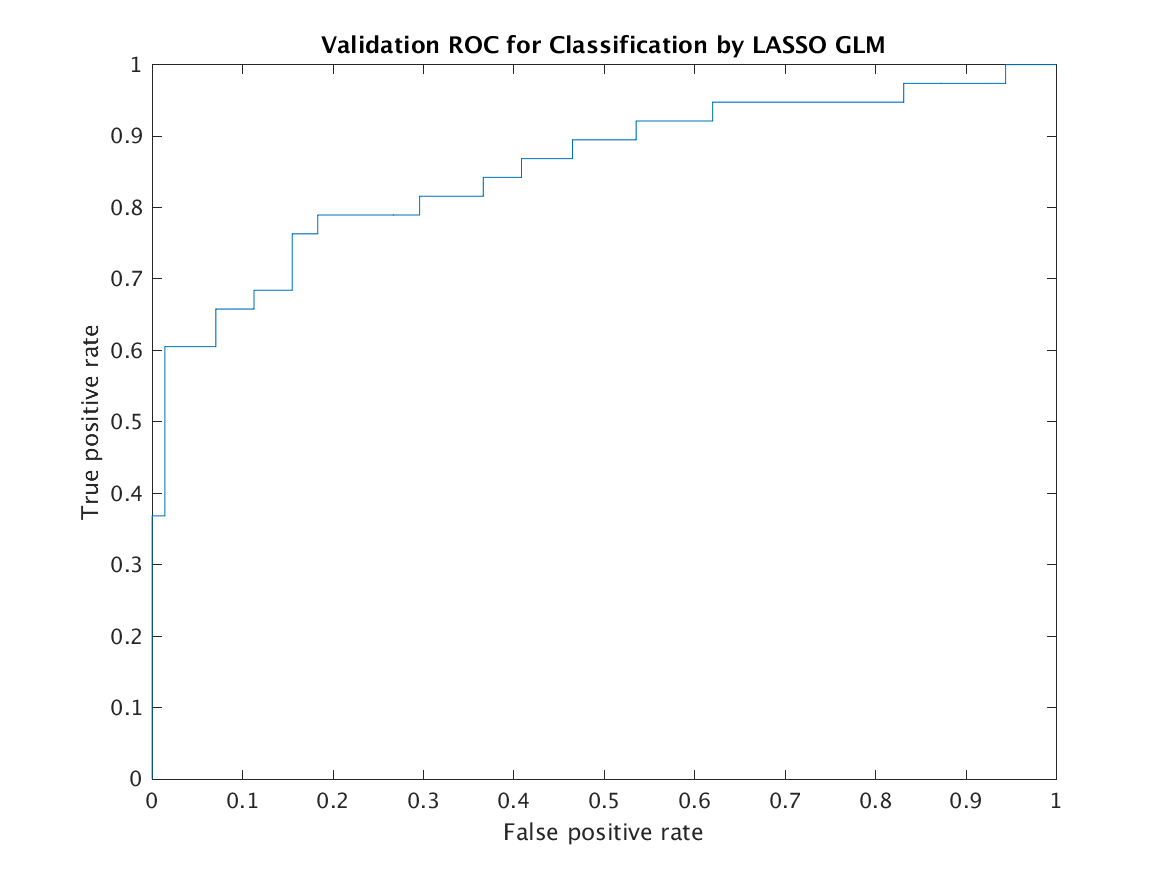 Validation ROC for Classification by LASSO GLM
1
0.9
0.8
0.7
0.6
0.5
0.4
0.3
0.2
0.1
0
True positive rate
0 0.1 0.2 0.3 0.4 0.5 0.6 0.7 0.8 0.9 1
False positive rate